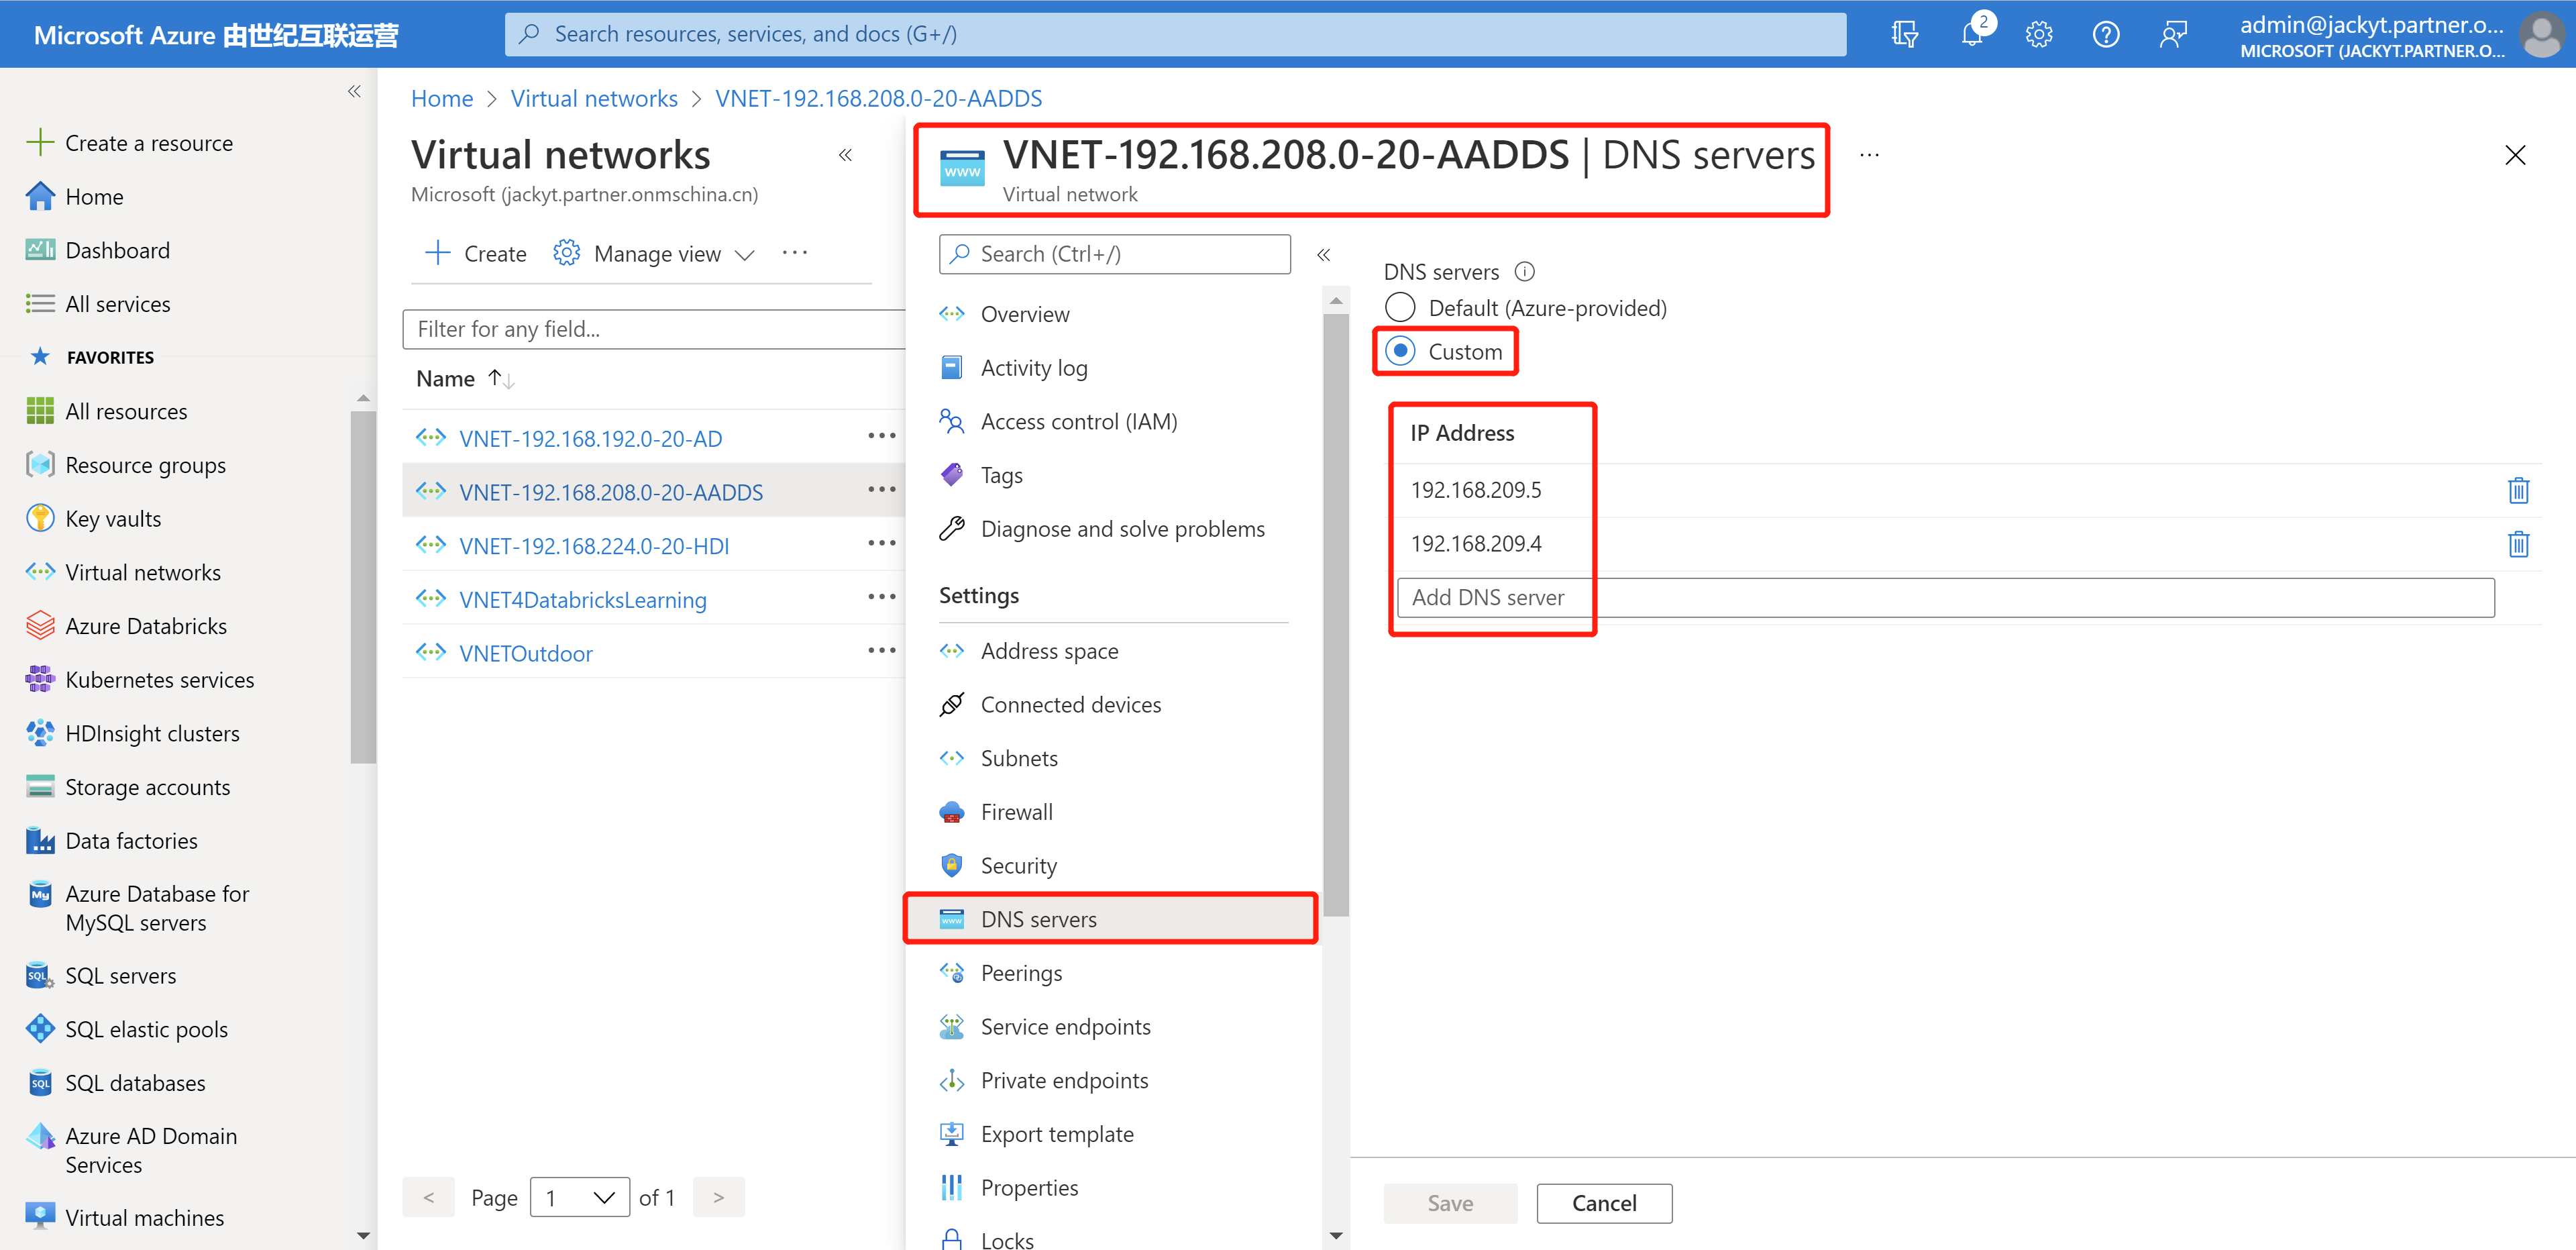 Microsoft Azure 由世纪互联运营
Search resources, services, and docs (G+/)
2
admin@jackyt.partner.o...
MICROSOFT (JACKYT.PARTNER.O...
Create a resource
Home
Dashboard
All services
FAVORITES
All resources
Resource groups
Key vaults
Virtual networks
Azure Databricks
Kubernetes services
HDInsight clusters
Storage accounts
Data factories
Azure Database for
MySQL servers
SQL servers
SQL elastic pools
SQL databases
Azure AD Domain
Services
Virtual machines
Home > Virtual networks > VNET-192.168.208.0-20-AADDS
Virtual networks
Microsoft (jackyt.partner.onmschina.cn)
Create
Manage view
Filter for any field...
Name
VNET-192.168.192.0-20-AD
VNET-192.168.208.0-20-AADDS
VNET-192.168.224.0-20-HDI
VNET4DatabricksLearning
VNETOutdoor
< Page 1 of 1 >
VNET-192.168.208.0-20-AADDS | DNS servers
Virtual network
Search (Ctrl+/)
Overview
Activity log
Access control (IAM)
Tags
Diagnose and solve problems
Settings
Address space
Connected devices
Subnets
Firewall
Security
DNS servers
Peerings
Service endpoints
Private endpoints
Export template
Properties
Locks
DNS servers
Default (Azure-provided)
Custom
IP Address
192.168.209.5
192.168.209.4
Add DNS server
Save
Cancel